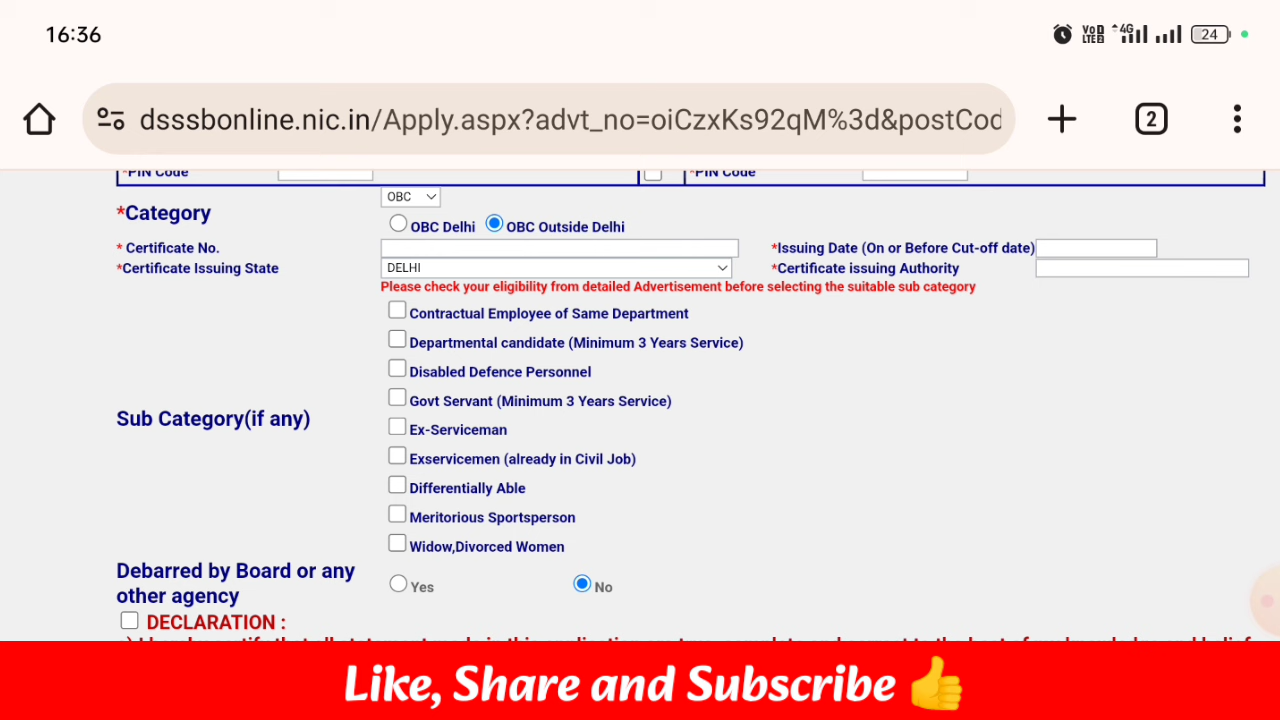 16:36
VoD LTE 2 4G 24
dsssbonline.nic.in/Apply.aspx?advt_no=oiCzxKs92qM%3d&postCod
2
*PIN Code *PIN Code
OBC
*Category
OBC Delhi OBC Outside Delhi
* Certificate No. *Issuing Date (On or Before Cut-off date)
*Certificate Issuing State DELHI *Certificate issuing Authority
Please check your eligibility from detailed Advertisement before selecting the suitable sub category
Contractual Employee of Same Department
Departmental candidate (Minimum 3 Years Service)
Disabled Defence Personnel
Govt Servant (Minimum 3 Years Service)
Sub Category(if any)
Ex-Serviceman
Exservicemen (already in Civil Job)
Differentially Able
Meritorious Sportsperson
Widow,Divorced Women
Debarred by Board or any
other agency
Yes No
DECLARATION :
Like, Share and Subscribe 👍